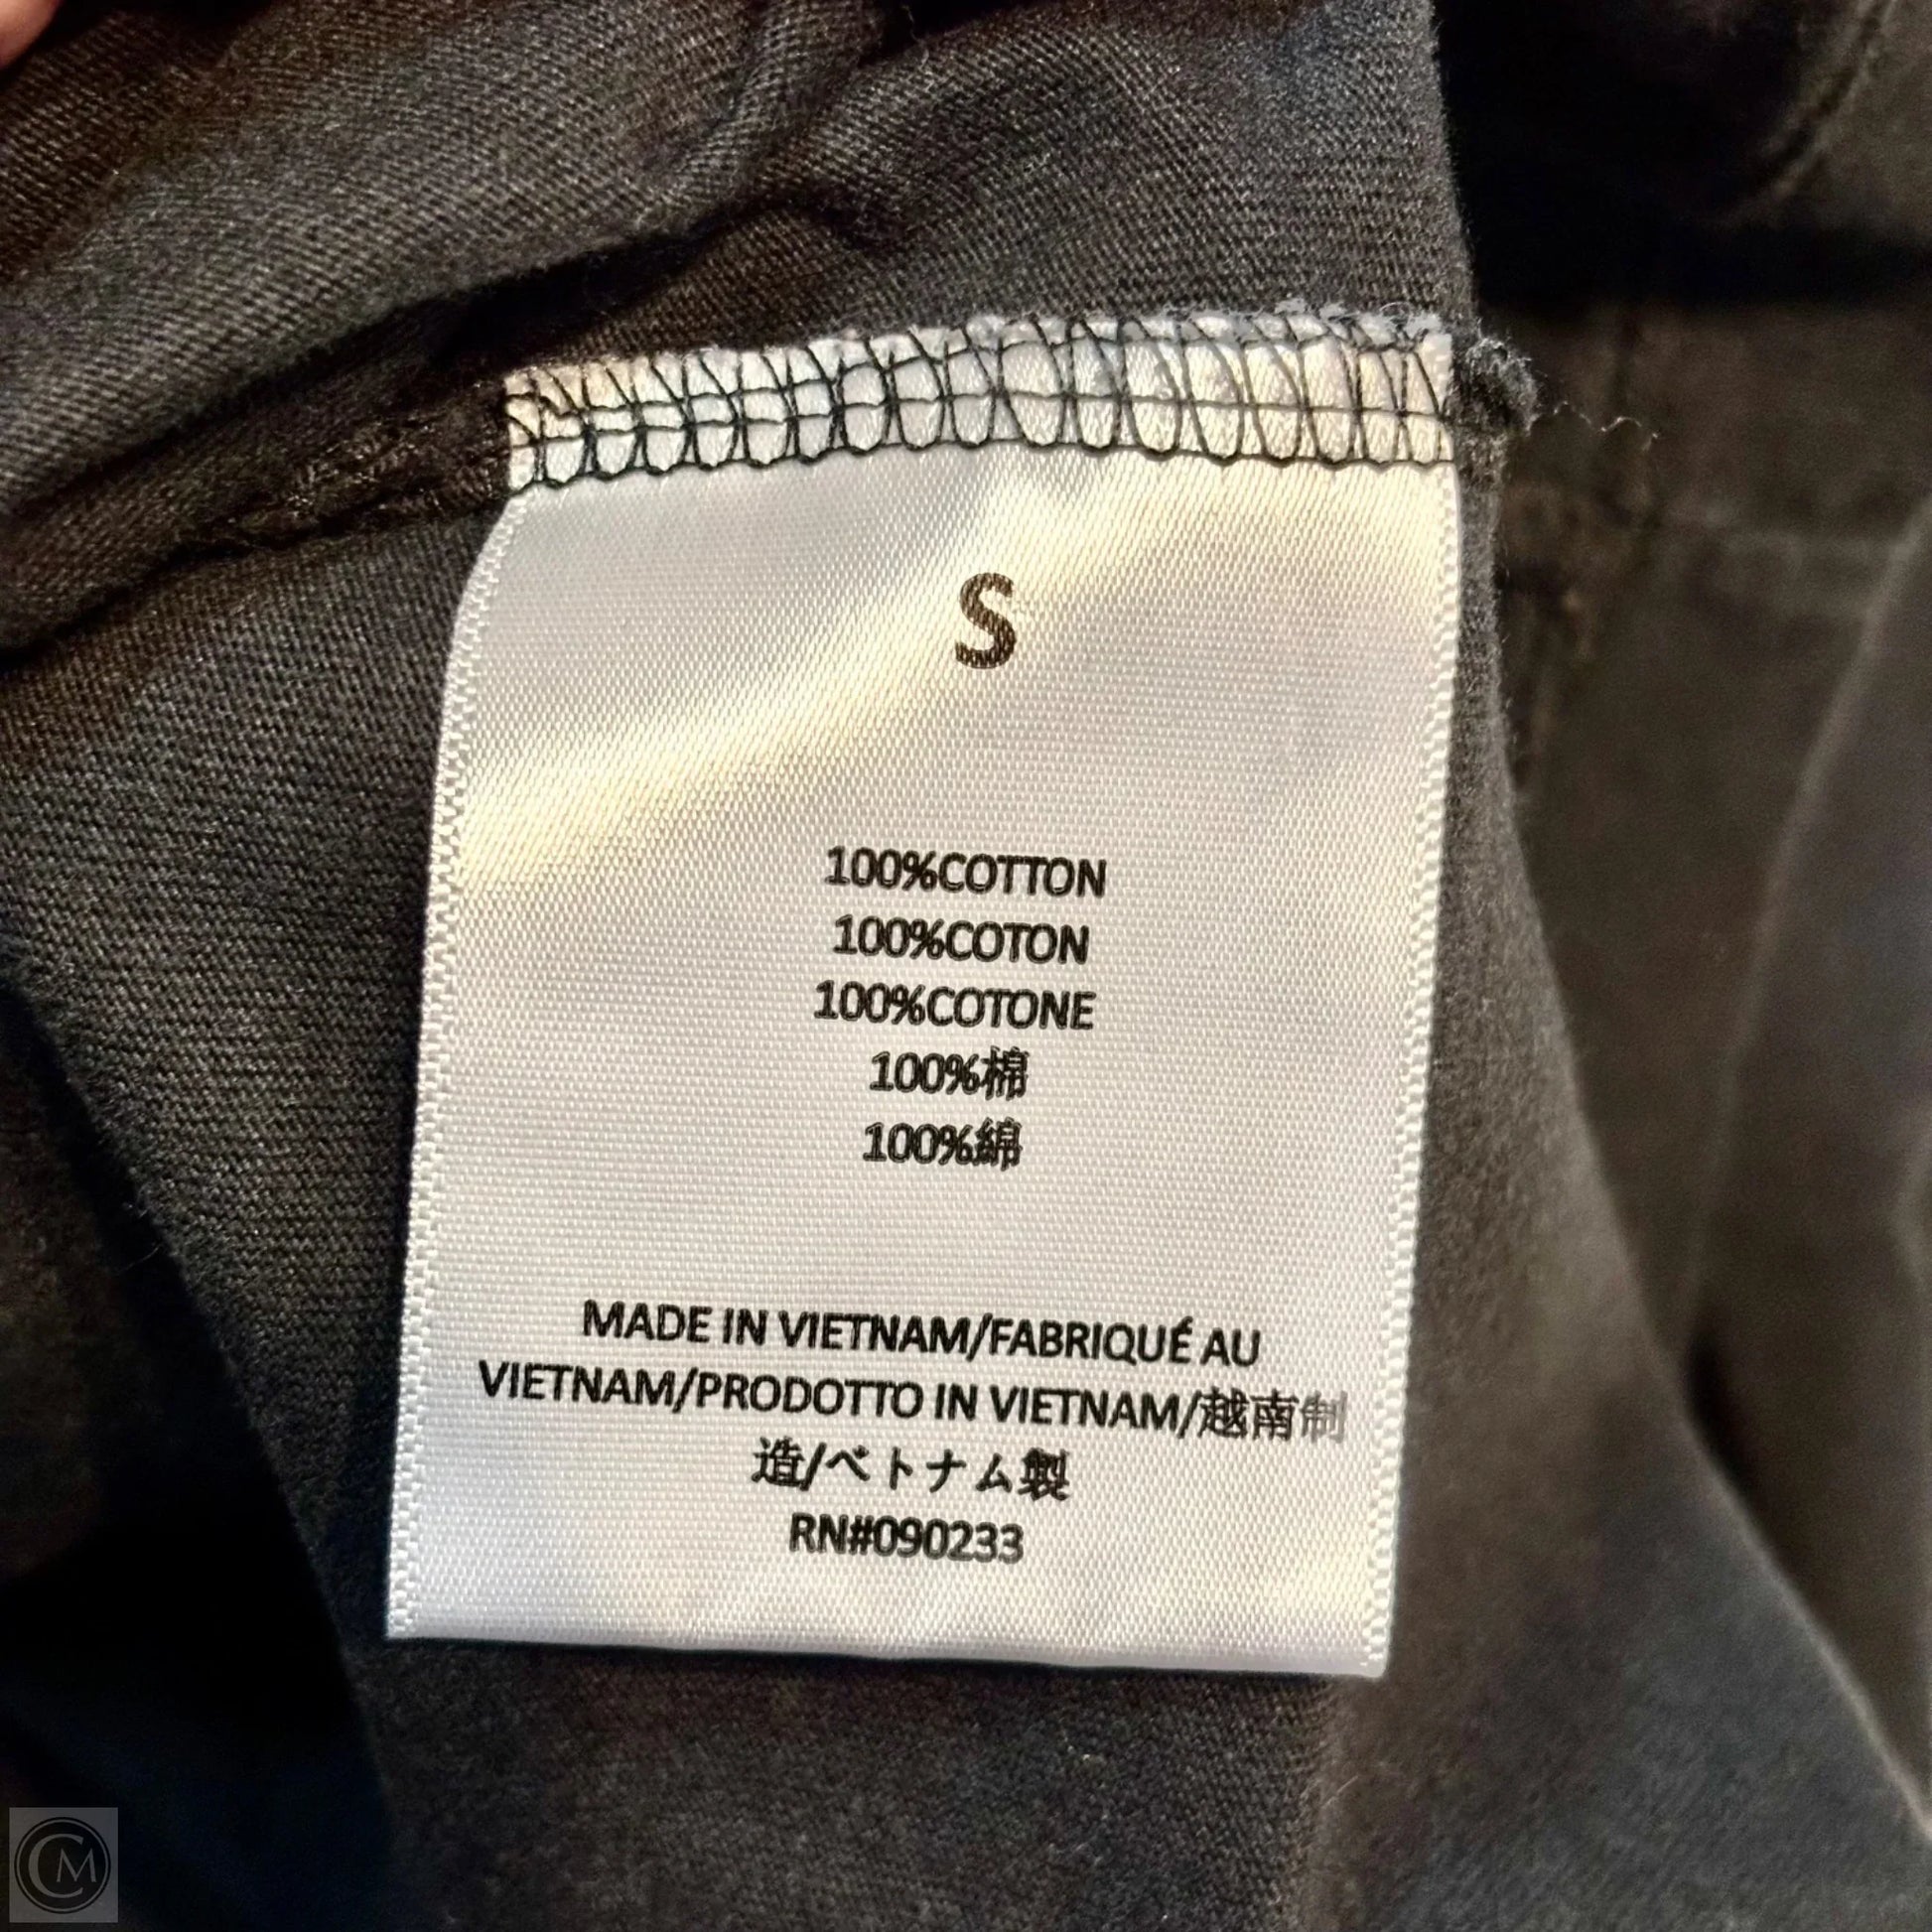 S
100%COTTON
100%COTON
100%COTONE
100%棉
100%綿
MADE IN VIETNAM/FABRIQUÉ AU
VIETNAM/PRODOTTO IN VIETNAM/越南制
造/ベトナム製
RN#090233
CM